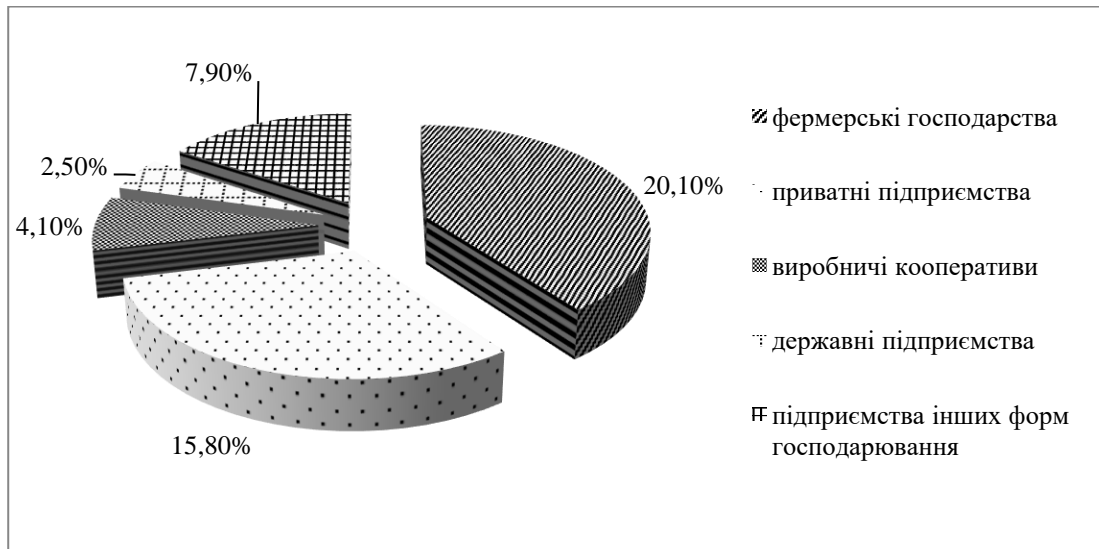 7,90%
20,10%
2,50%
4,10%
15,80%
фермерські господарства
приватні підприємства
виробничі кооперативи
державні підприємства
підприємства інших форм
господарювання